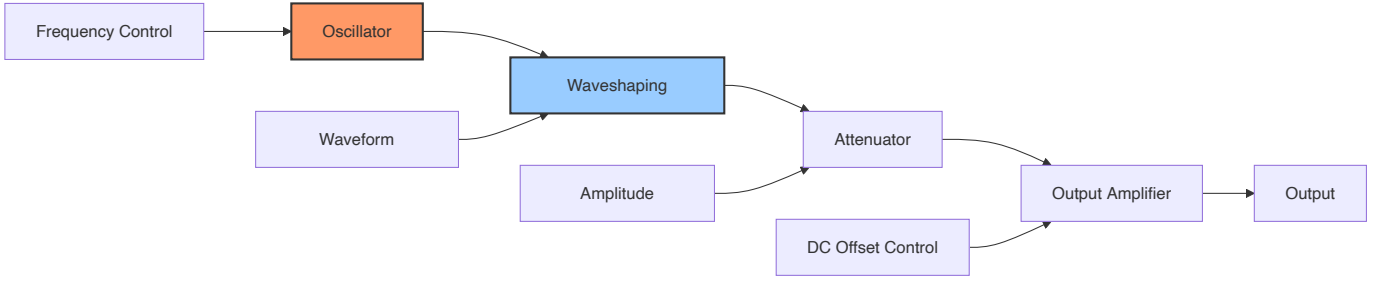 Frequency Control
Oscillator
Waveshaping
Waveform
Attenuator
Amplitude
Output Amplifier
Output
DC Offset Control